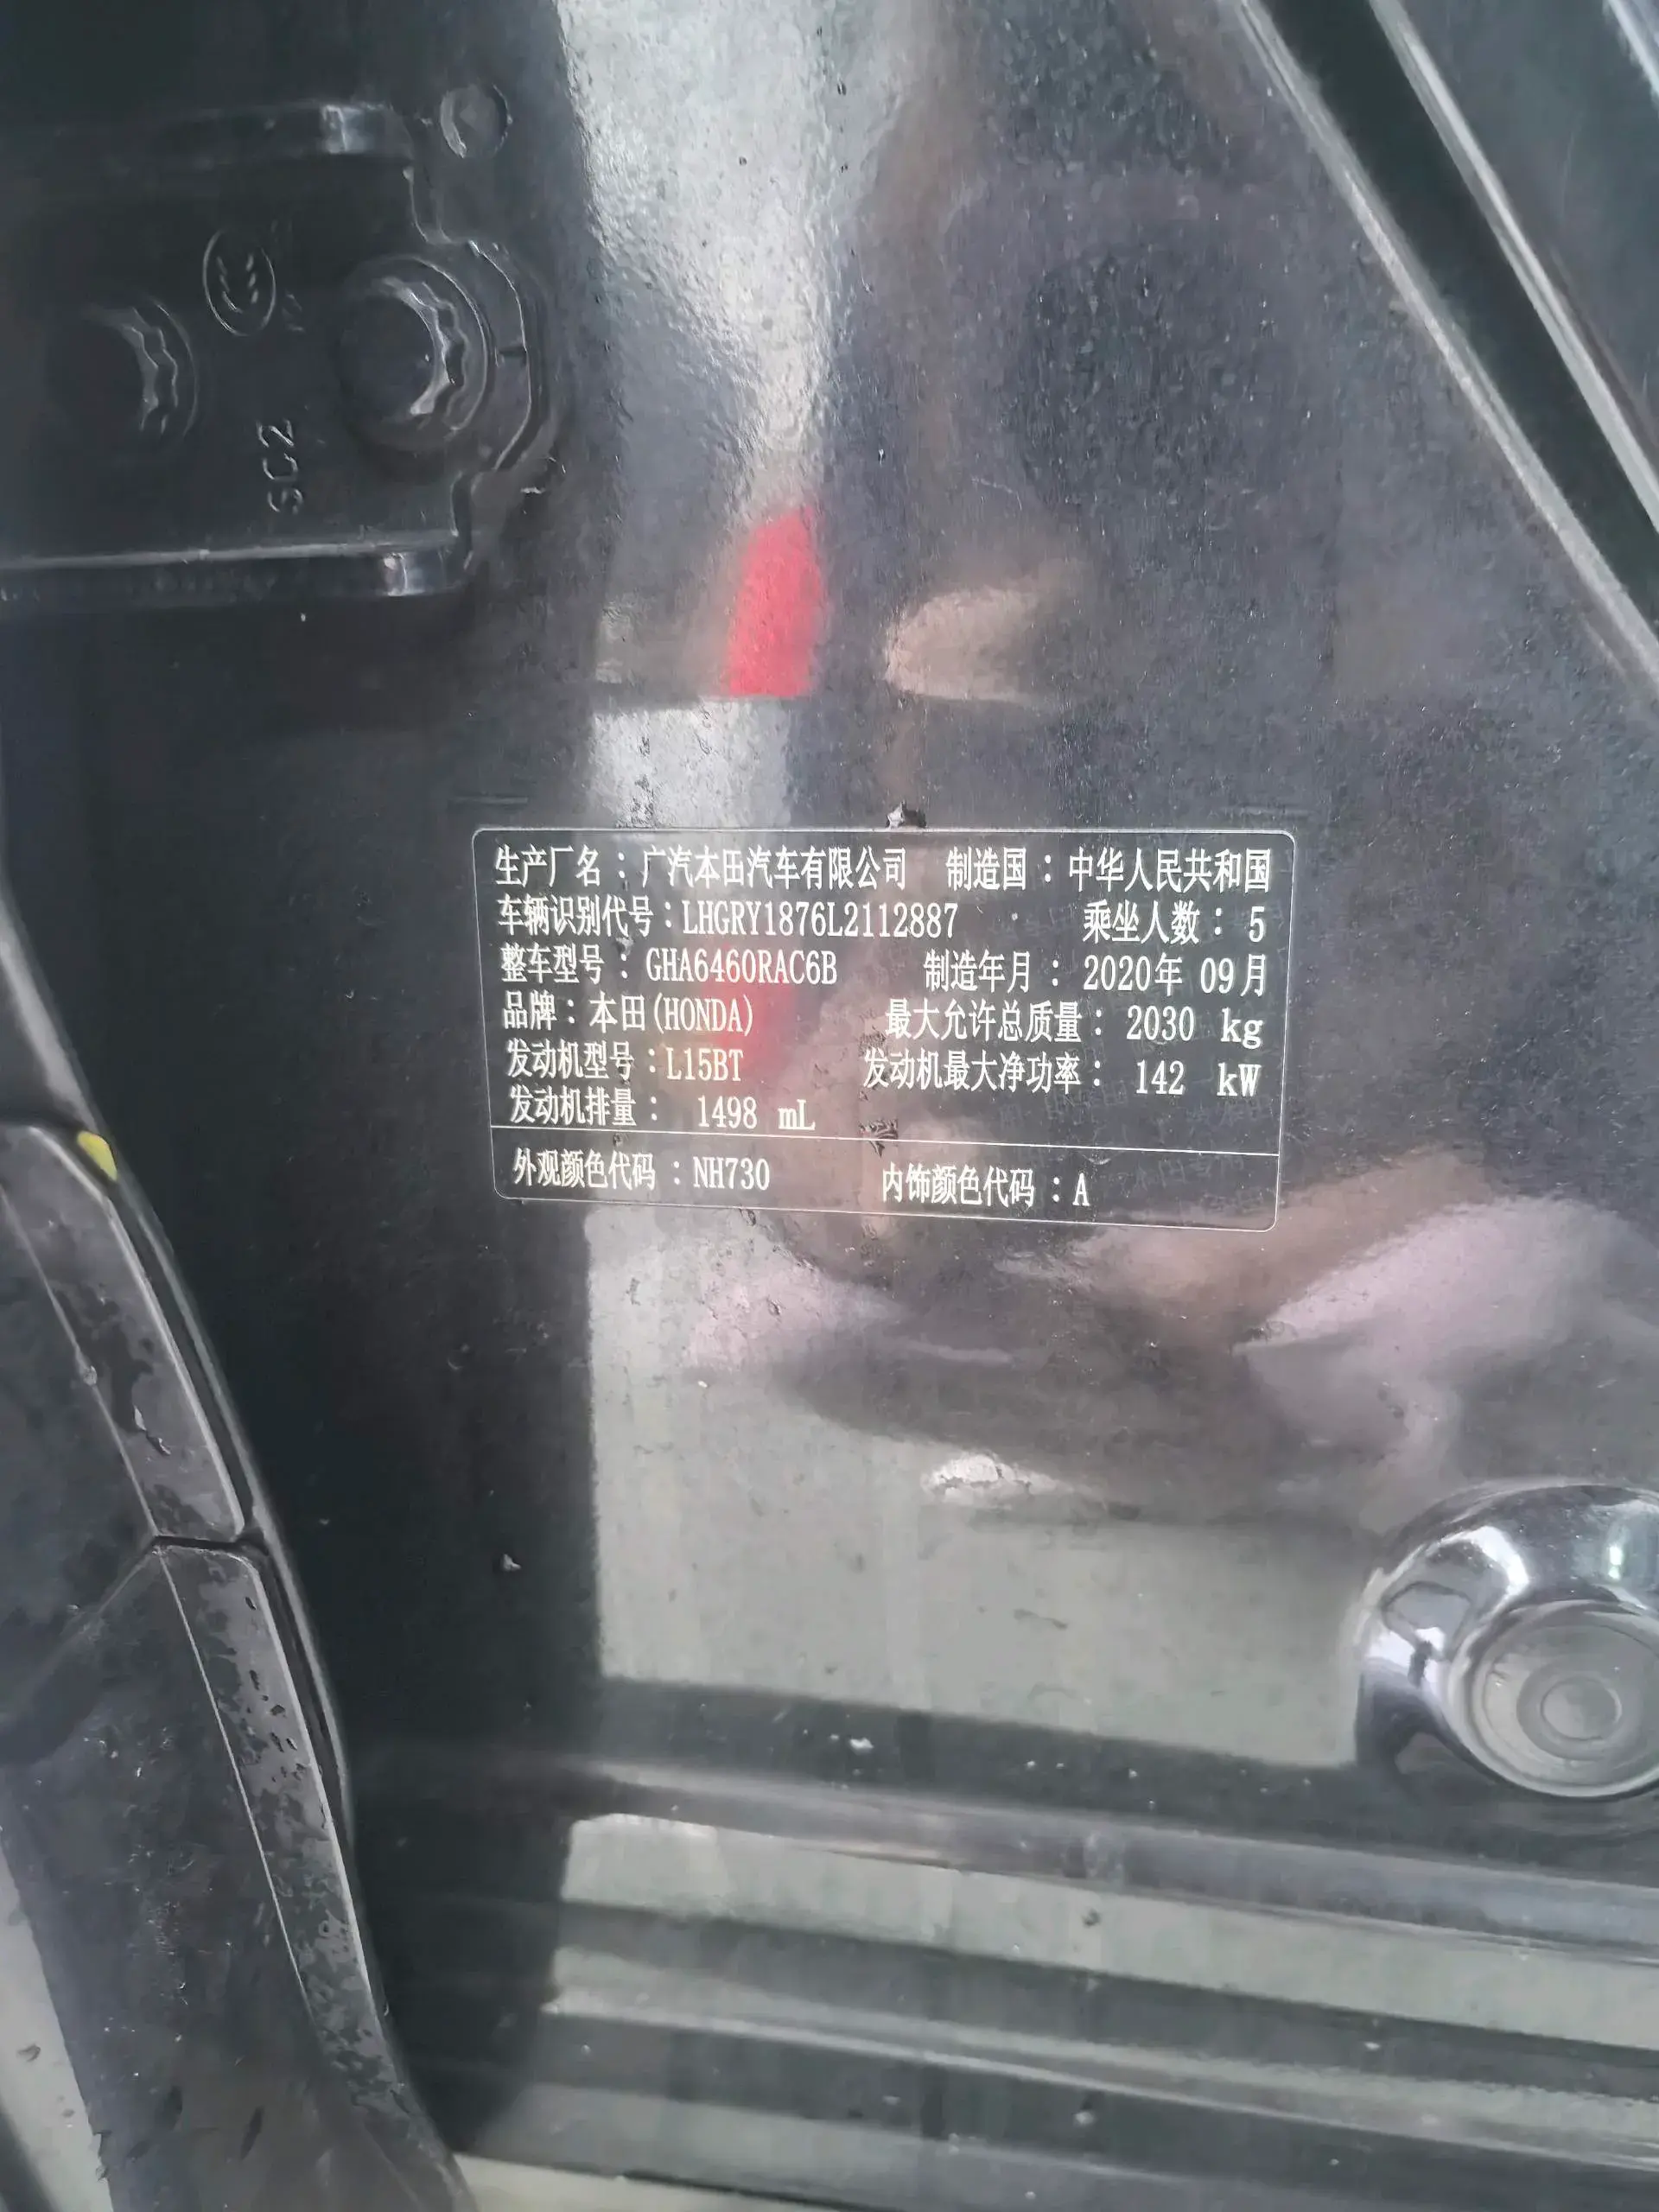 SC2
生产厂名：广汽本田汽车有限公司 制造国：中华人民共和国
车辆识别代号：LHGRY1876L2112887 乘坐人数：5
整车型号：GHA6460RAC6B 制造年月：2020年 09月
品牌：本田(HONDA) 最大允许总质量：2030 kg
发动机型号：L15BT 发动机最大净功率：142 kW
发动机排量：1498 mL
外观颜色代码：NH730 内饰颜色代码：A